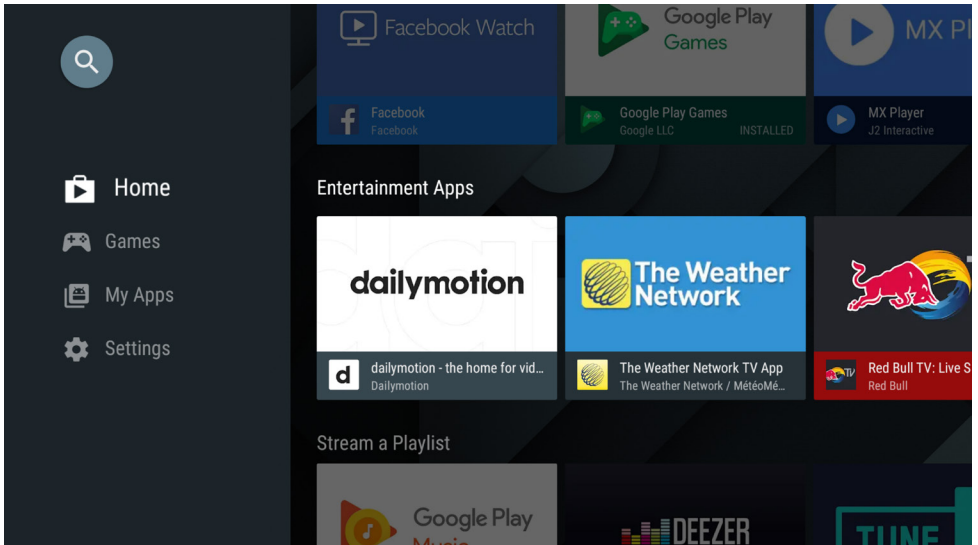 Home
Games
My Apps
Settings
Facebook Watch
Facebook
Facebook
Google Play
Games
Google Play Games
Google LLC
INSTALLED
MX Pl
MX Player
J2 Interactive
Entertainment Apps
dailymotion
dailymotion - the home for vid...
Dailymotion
The Weather
Network
The Weather Network TV App
The Weather Network / MétéoMé...
Red Bull TV: Live S
Red Bull
Stream a Playlist
Google Play
Music
DEEZER
TUNE